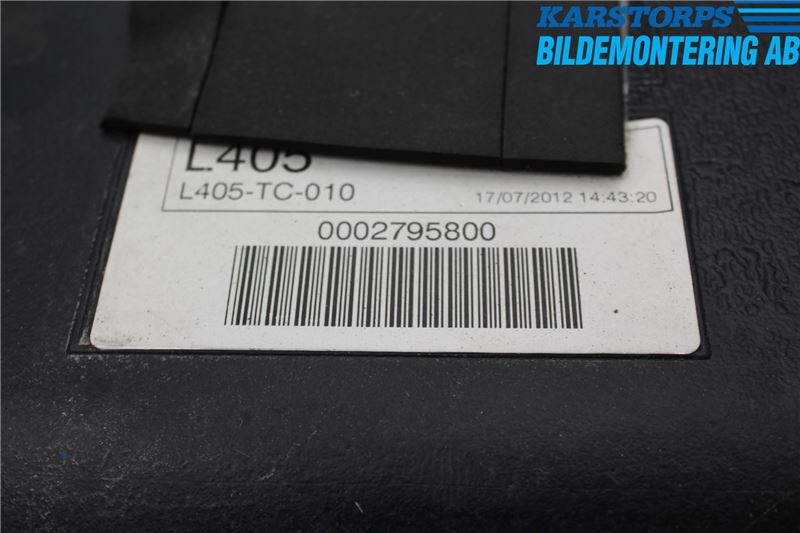 KARSTORPS
BILDEMONTERING AB
L405
L405-TC-010
17/07/2012 14:43:20
0002795800